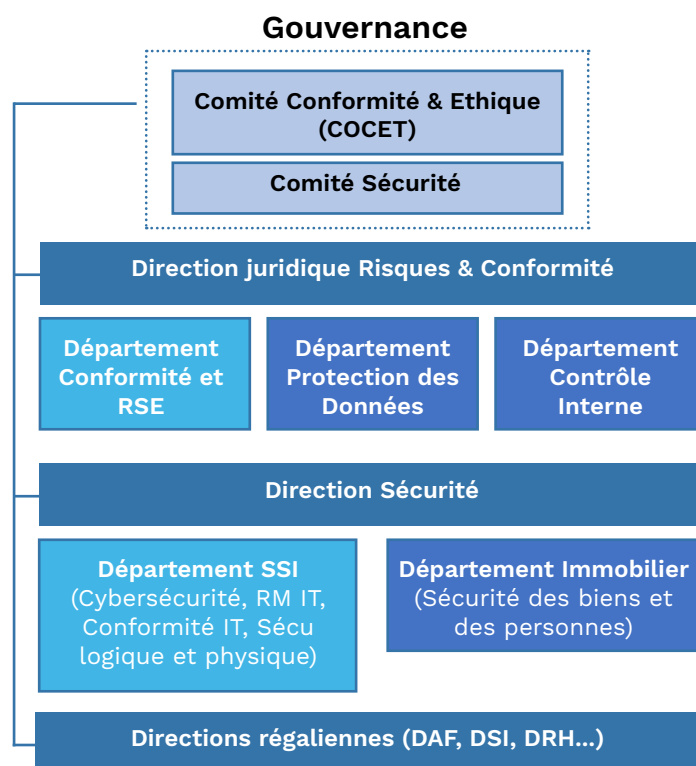 Gouvernance
Comité Conformité & Ethique
(COCET)
Comité Sécurité
Direction juridique Risques & Conformité
Département
Conformité et
RSE
Département
Protection des
Données
Département
Contrôle
Interne
Direction Sécurité
Département SSI
(Cybersécurité, RM IT,
Conformité IT, Sécu
logique et physique)
Département Immobilier
(Sécurité des biens et
des personnes)
Directions régaliennes (DAF, DSI, DRH...)